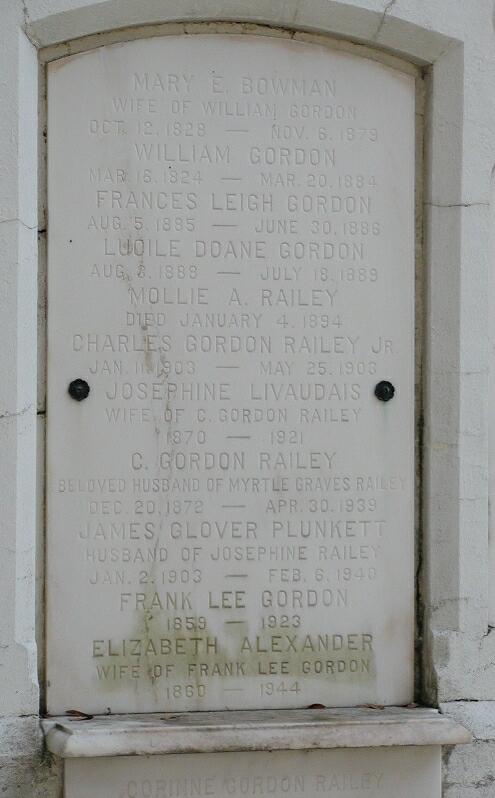 MARY E. BOWMAN
WIFE OF WILLIAM GORDON
OCT. 12. 1828 — NOV. 6. 1879
WILLIAM GORDON
MAR. 16. 1824 — MAR. 20. 1884
FRANCES LEIGH GORDON
AUG. 5. 1885 — JUNE 30. 1886
LUCILE DOANE GORDON
AUG. 3. 1888 — JULY 18. 1889
MOLLIE A. RAILEY
DIED JANUARY 4. 1894
CHARLES GORDON RAILEY JR.
JAN. 11. 1903 — MAY 25. 1903
JOSEPHINE LIVAUDAIS
WIFE OF C. GORDON RAILEY
1870 — 1921
C. GORDON RAILEY
BELOVED HUSBAND OF MYRTLE GRAVES RAILEY
DEC. 20. 1872 — APR. 30. 1939
JAMES GLOVER PLUNKETT
HUSBAND OF JOSEPHINE RAILEY
JAN. 2. 1903 — FEB. 6. 1940
FRANK LEE GORDON
1859 — 1923
ELIZABETH ALEXANDER
WIFE OF FRANK LEE GORDON
1860 — 1944
CORINNE GORDON RAILEY